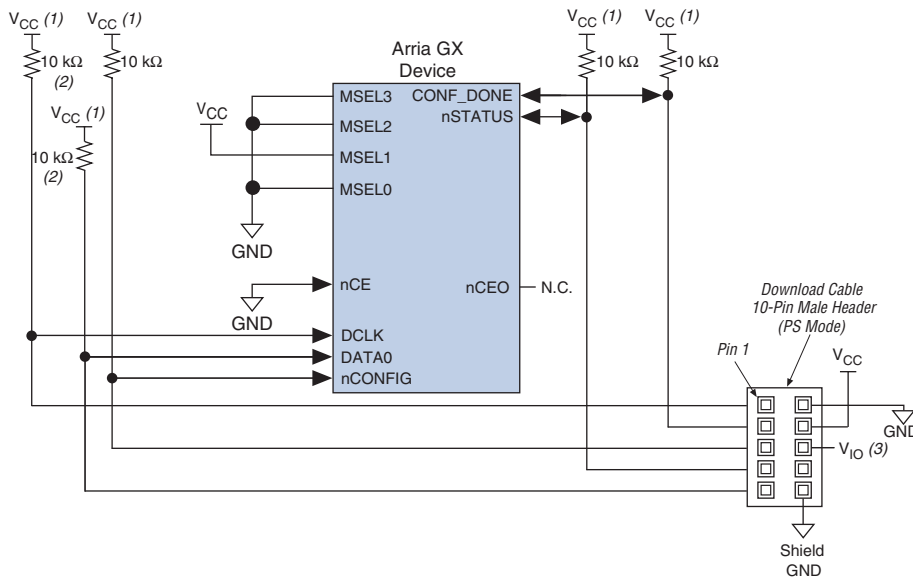 VCC (1)
VCC (1)
VCC (1)
VCC (1)
10 kΩ
(2)
10 kΩ
10 kΩ
10 kΩ
Arria GX
Device
VCC (1)
10 kΩ
(2)
VCC
MSEL3
MSEL2
MSEL1
MSEL0
CONF_DONE
nSTATUS
GND
nCE
nCEO
N.C.
GND
DCLK
DATA0
nCONFIG
Download Cable
10-Pin Male Header
(PS Mode)
Pin 1
VCC
GND
VIO (3)
Shield
GND